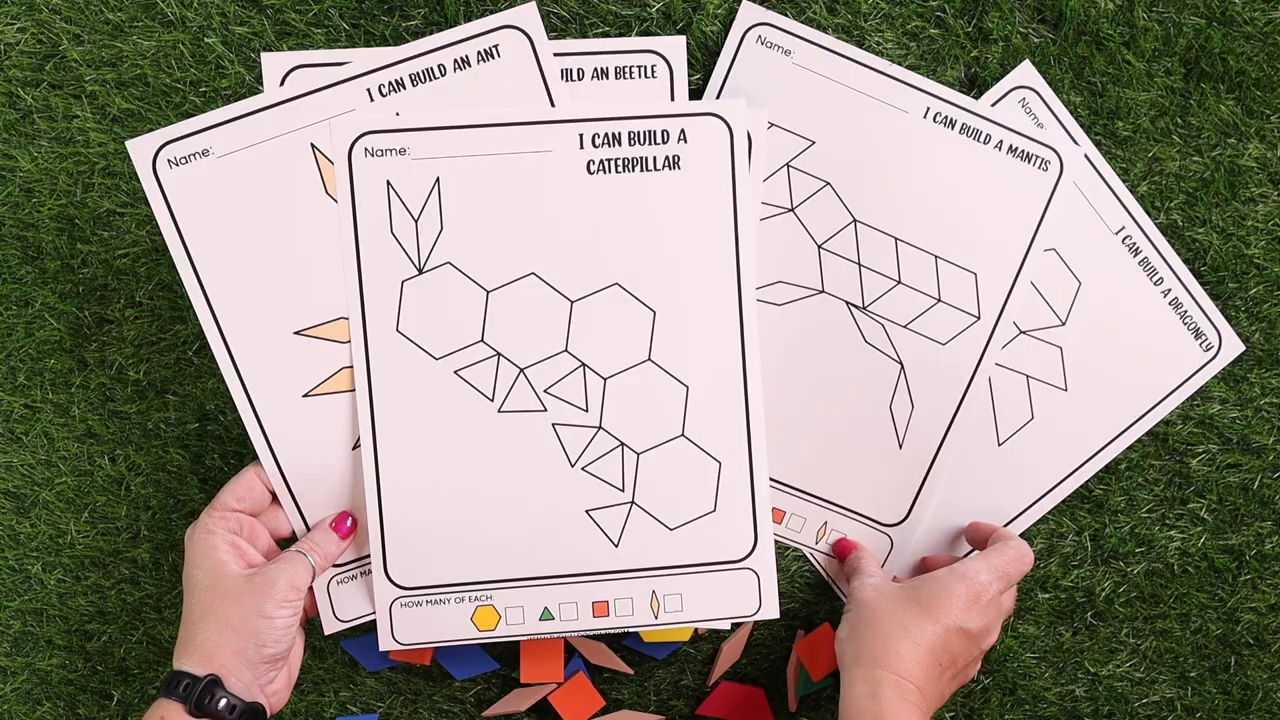 I CAN BUILD AN ANT
Name:
AN BEETLE
I CAN BUILD A
CATERPILLAR
Name:
Name:
I CAN BUILD A MANTIS
Name:
I CAN BUILD A DRAGONFLY
HOW
HOW MANY OF EACH: